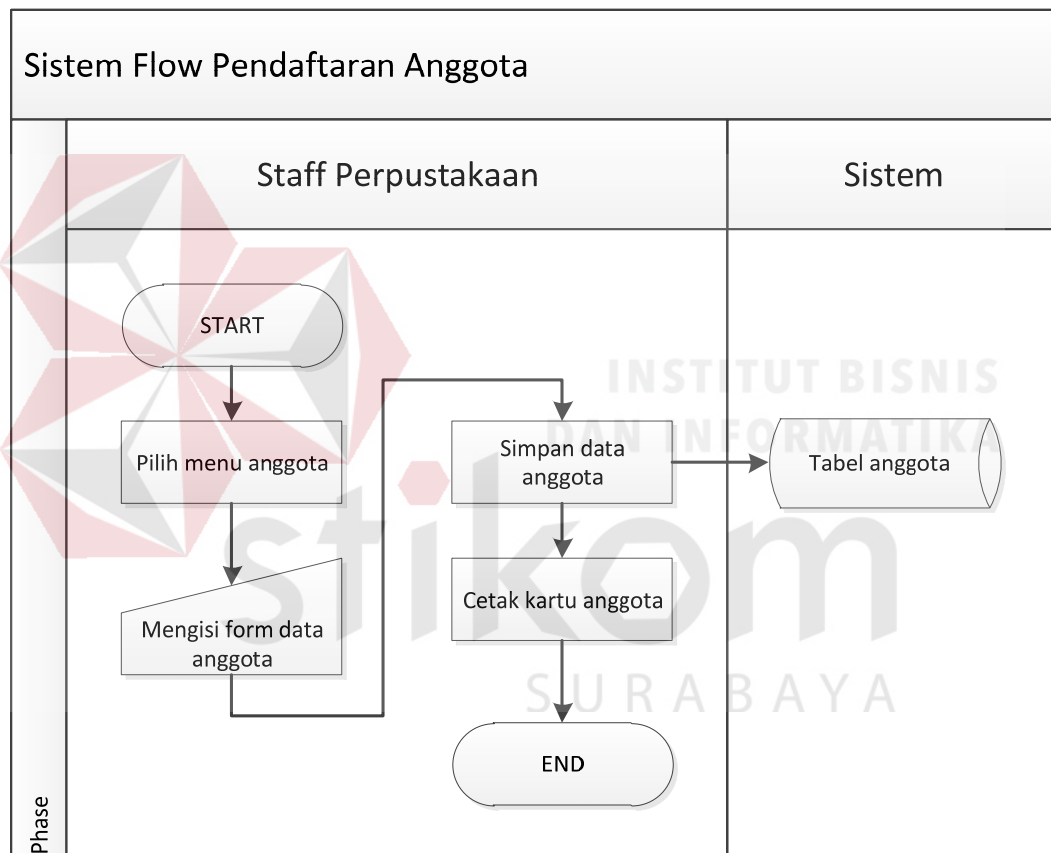 Sistem Flow Pendaftaran Anggota
Staff Perpustakaan
Sistem
START
Pilih menu anggota
Mengisi form data
anggota
Simpan data
anggota
Tabel anggota
Cetak kartu anggota
END
Phase
INSTITUT BISNIS
DAN INFORMATIKA
stikom
SURABAYA